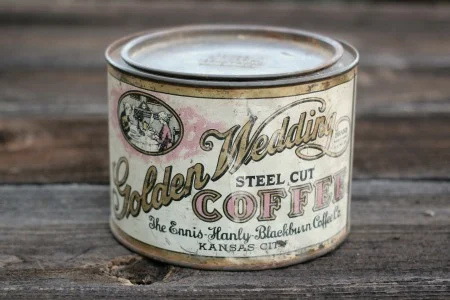 Golden Wedding
STEEL CUT
COFFEE
The Ennis-Hanly-Blackburn Coffee Co.
KANSAS CITY